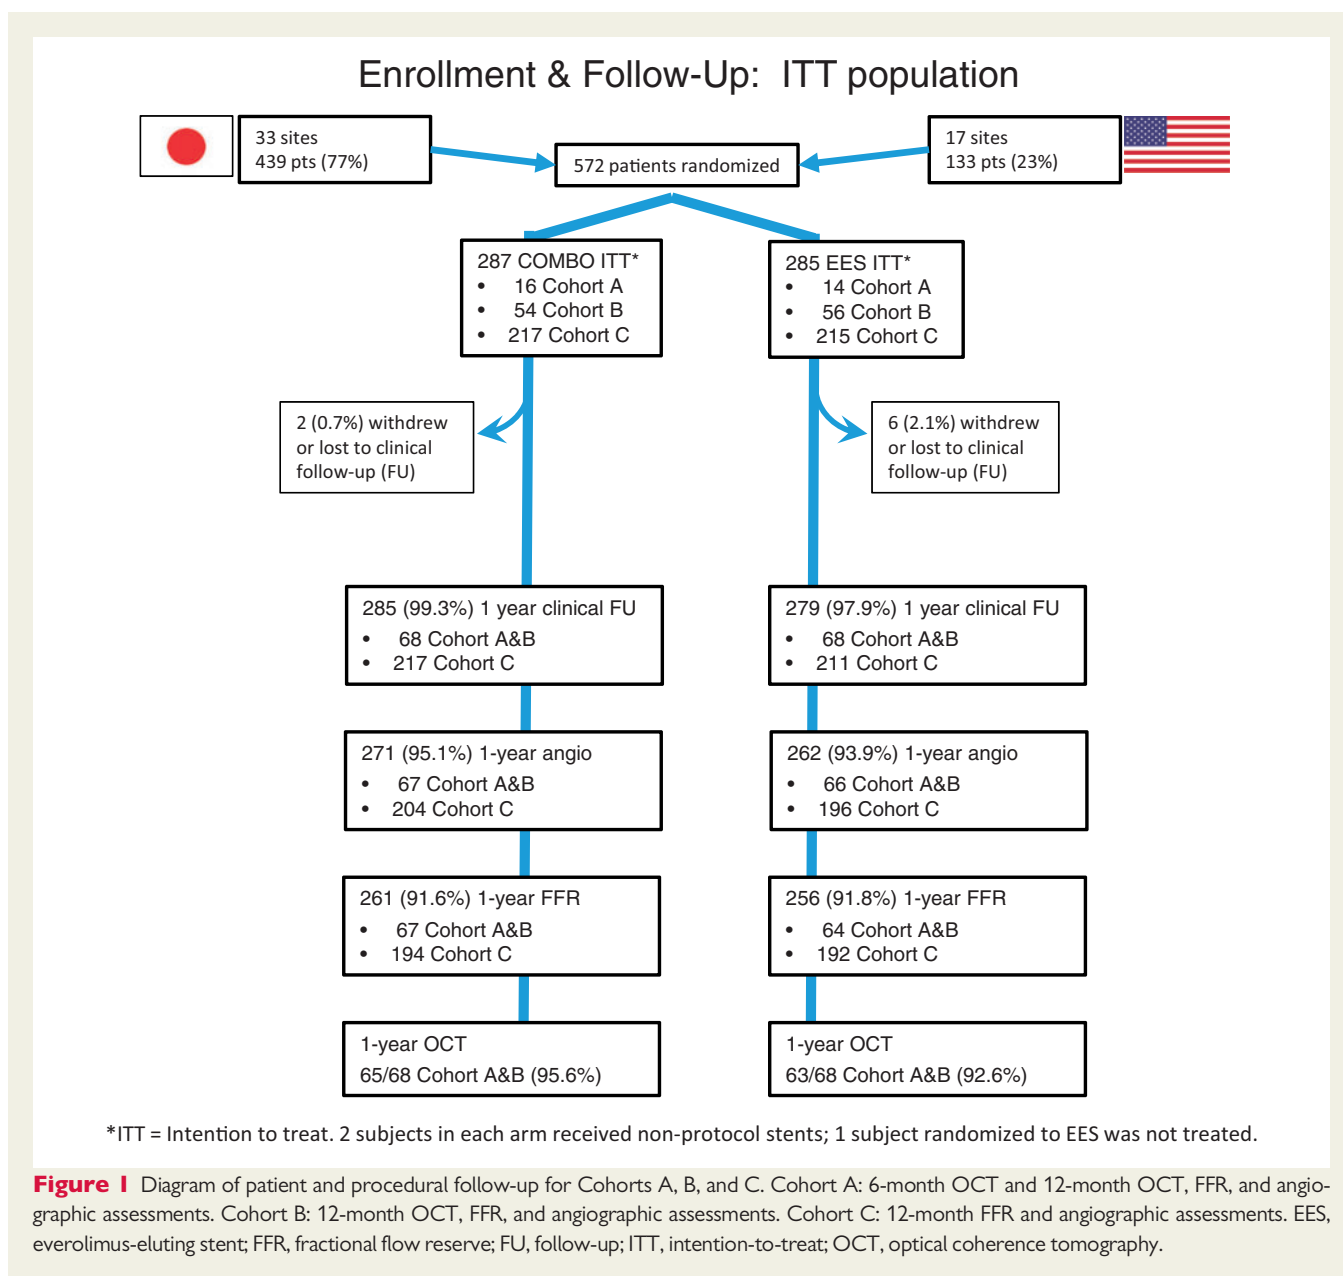 Enrollment & Follow-Up: ITT population
33 sites
439 pts (77%)
572 patients randomized
17 sites
133 pts (23%)
287 COMBO ITT*
• 16 Cohort A
• 54 Cohort B
• 217 Cohort C
285 EES ITT*
• 14 Cohort A
• 56 Cohort B
• 215 Cohort C
2 (0.7%) withdrew
or lost to clinical
follow-up (FU)
6 (2.1%) withdrew
or lost to clinical
follow-up (FU)
285 (99.3%) 1 year clinical FU
• 68 Cohort A&B
• 217 Cohort C
279 (97.9%) 1 year clinical FU
• 68 Cohort A&B
• 211 Cohort C
271 (95.1%) 1-year angio
• 67 Cohort A&B
• 204 Cohort C
262 (93.9%) 1-year angio
• 66 Cohort A&B
• 196 Cohort C
261 (91.6%) 1-year FFR
• 67 Cohort A&B
• 194 Cohort C
256 (91.8%) 1-year FFR
• 64 Cohort A&B
• 192 Cohort C
1-year OCT
65/68 Cohort A&B (95.6%)
1-year OCT
63/68 Cohort A&B (92.6%)
*ITT = Intention to treat. 2 subjects in each arm received non-protocol stents; 1 subject randomized to EES was not treated.
Figure 1 Diagram of patient and procedural follow-up for Cohorts A, B, and C. Cohort A: 6-month OCT and 12-month OCT, FFR, and angio-
graphic assessments. Cohort B: 12-month OCT, FFR, and angiographic assessments. Cohort C: 12-month FFR and angiographic assessments. EES,
everolimus-eluting stent; FFR, fractional flow reserve; FU, follow-up; ITT, intention-to-treat; OCT, optical coherence tomography.